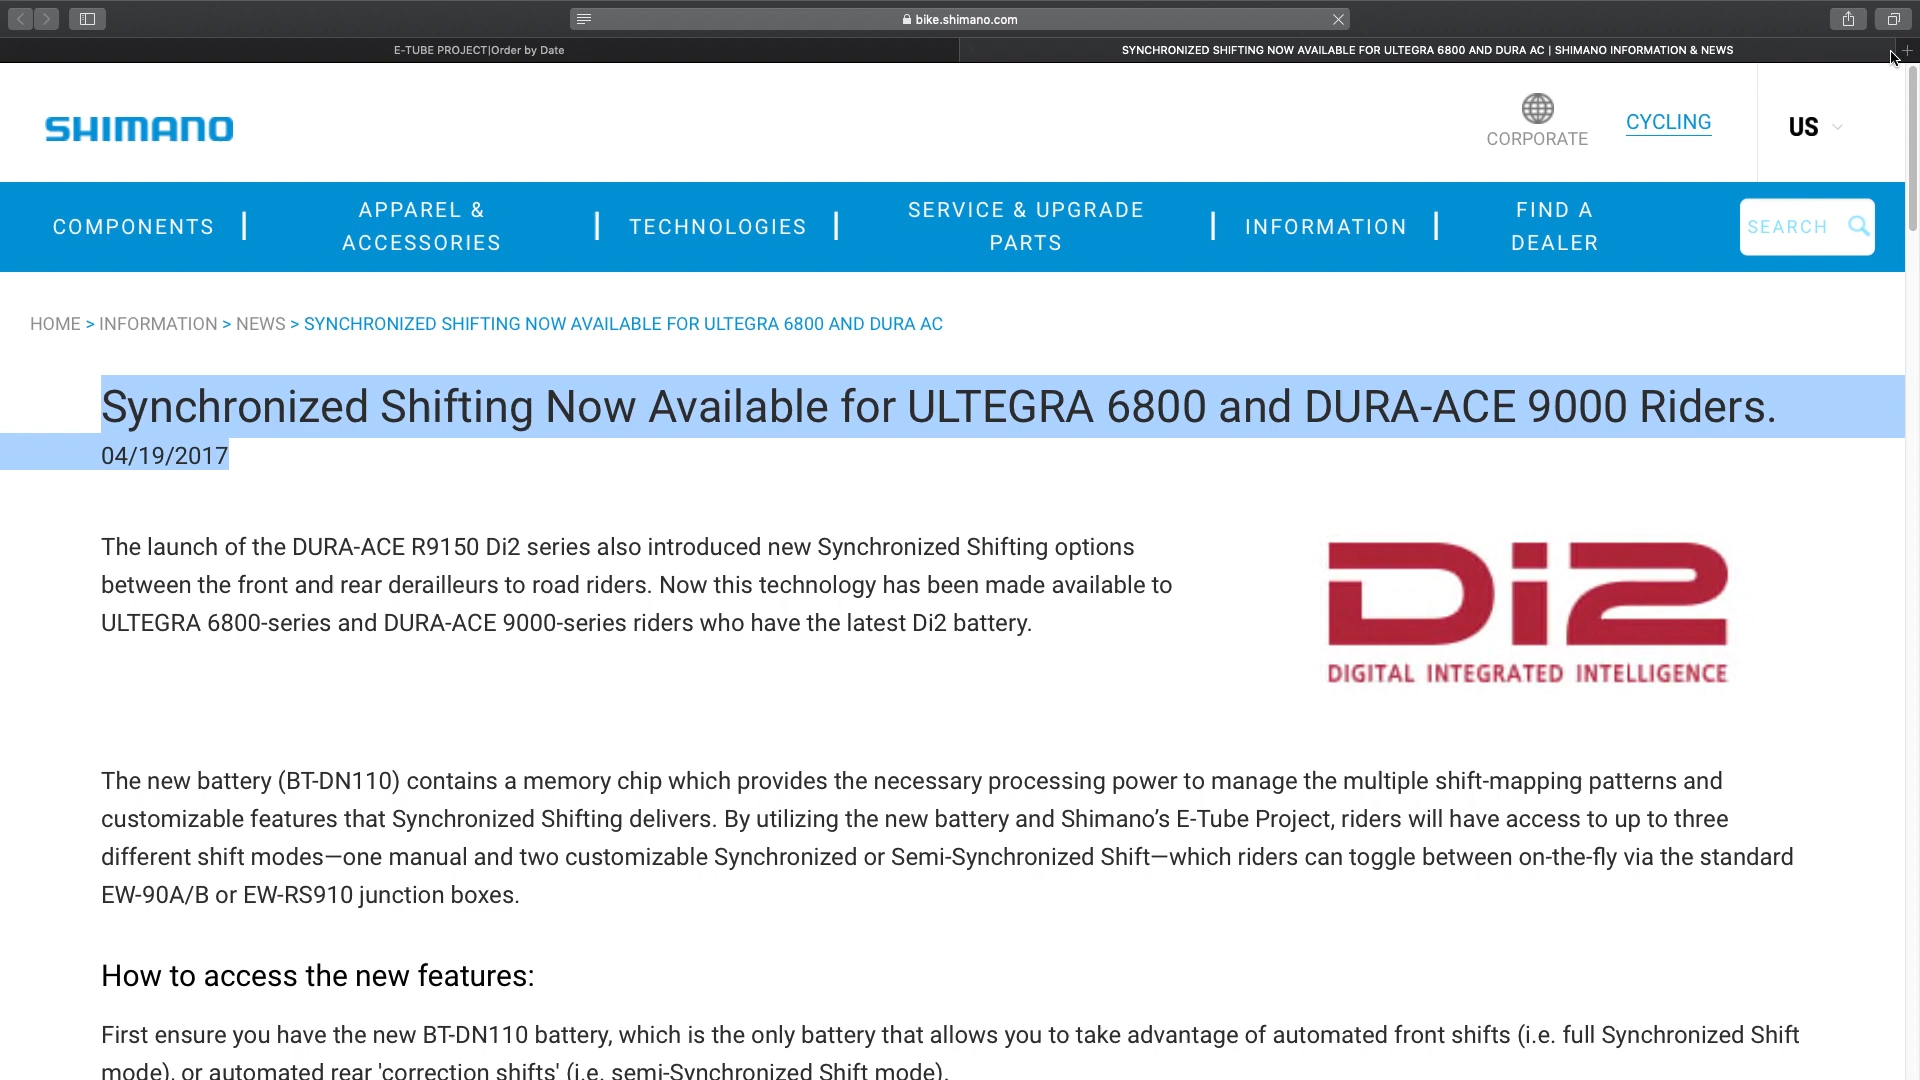 bike.shimano.com
E-TUBE PROJECT|Order by Date
SYNCHRONIZED SHIFTING NOW AVAILABLE FOR ULTEGRA 6800 AND DURA AC | SHIMANO INFORMATION & NEWS
SHIMANO
CORPORATE
CYCLING
US
COMPONENTS
APPAREL &
ACCESSORIES
TECHNOLOGIES
SERVICE & UPGRADE
PARTS
INFORMATION
FIND A
DEALER
SEARCH
HOME > INFORMATION > NEWS > SYNCHRONIZED SHIFTING NOW AVAILABLE FOR ULTEGRA 6800 AND DURA AC
Synchronized Shifting Now Available for ULTEGRA 6800 and DURA-ACE 9000 Riders.
04/19/2017
The launch of the DURA-ACE R9150 Di2 series also introduced new Synchronized Shifting options
between the front and rear derailleurs to road riders. Now this technology has been made available to
ULTEGRA 6800-series and DURA-ACE 9000-series riders who have the latest Di2 battery.
Di2
DIGITAL INTEGRATED INTELLIGENCE
The new battery (BT-DN110) contains a memory chip which provides the necessary processing power to manage the multiple shift-mapping patterns and
customizable features that Synchronized Shifting delivers. By utilizing the new battery and Shimano’s E-Tube Project, riders will have access to up to three
different shift modes—one manual and two customizable Synchronized or Semi-Synchronized Shift—which riders can toggle between on-the-fly via the standard
EW-90A/B or EW-RS910 junction boxes.
How to access the new features:
First ensure you have the new BT-DN110 battery, which is the only battery that allows you to take advantage of automated front shifts (i.e. full Synchronized Shift
mode), or automated rear 'correction shifts' (i.e. semi-Synchronized Shift mode).